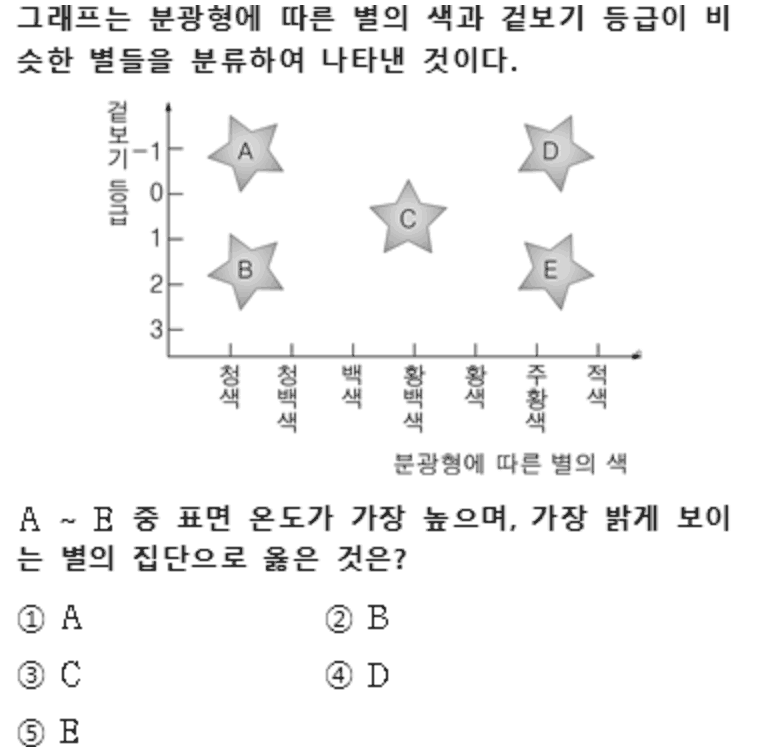 그래프는 분광형에 따른 별의 색과 겉보기 등급이 비
슷한 별들을 분류하여 나타낸 것이다.
겉보기 등급
-1
0
1
2
3
A
D
C
B
E
청색
청백색
백색
황백색
황색
주황색
적색
분광형에 따른 별의 색
A ~ E 중 표면 온도가 가장 높으며, 가장 밝게 보이
는 별의 집단으로 옳은 것은?
① A
② B
③ C
④ D
⑤ E